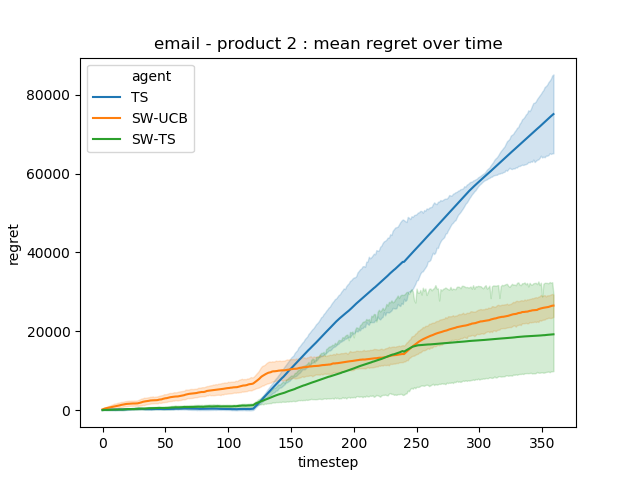 email - product 2 : mean regret over time
agent
TS
SW-UCB
SW-TS
regret
80000
60000
40000
20000
0
0 50 100 150 200 250 300 350
timestep